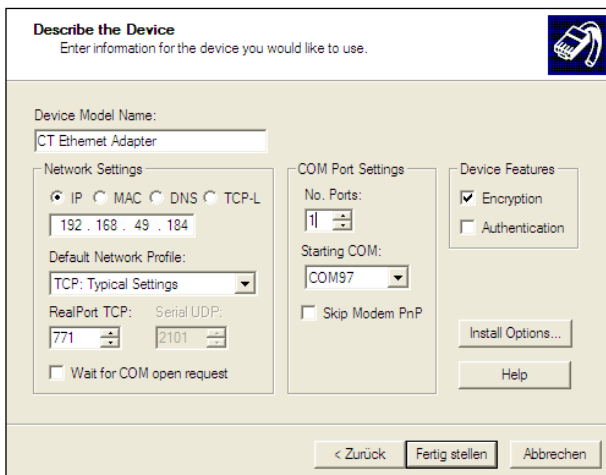 Describe the Device
Enter information for the device you would like to use.
Device Model Name:
CT Ethernet Adapter
Network Settings
IP MAC DNS TCP-L
192 . 168 . 49 . 184
Default Network Profile:
TCP: Typical Settings
RealPort TCP: Serial UDP:
771 2101
Wait for COM open request
COM Port Settings
No. Ports:
1
Starting COM:
COM97
Skip Modem PnP
Device Features
Encryption
Authentication
Install Options...
Help
< Zurück Fertig stellen Abbrechen